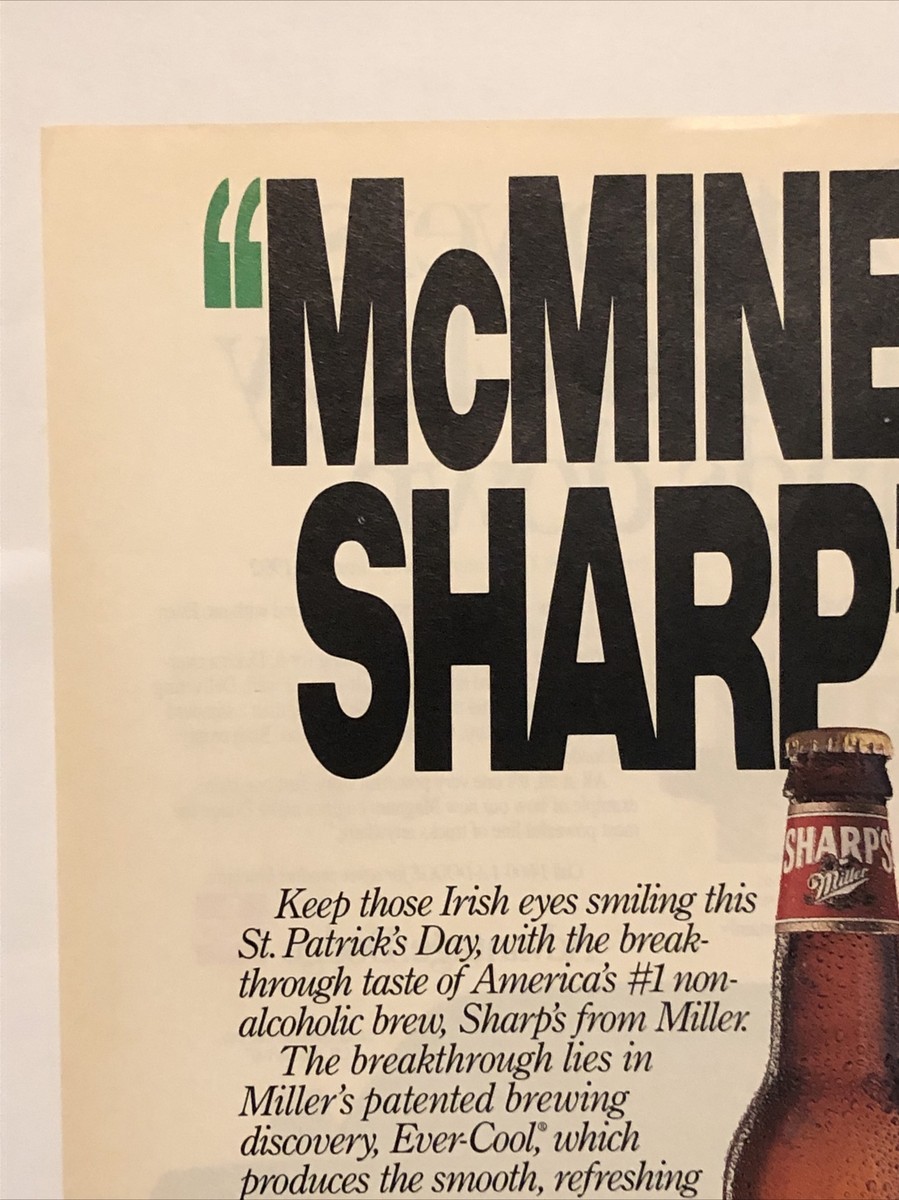 “McMINE
SHARP'
SHARP'S
Miller
Keep those Irish eyes smiling this
St. Patrick's Day, with the break-
through taste of America's #1 non-
alcoholic brew, Sharp's from Miller.
The breakthrough lies in
Miller's patented brewing
discovery, Ever-Cool,® which
produces the smooth, refreshing